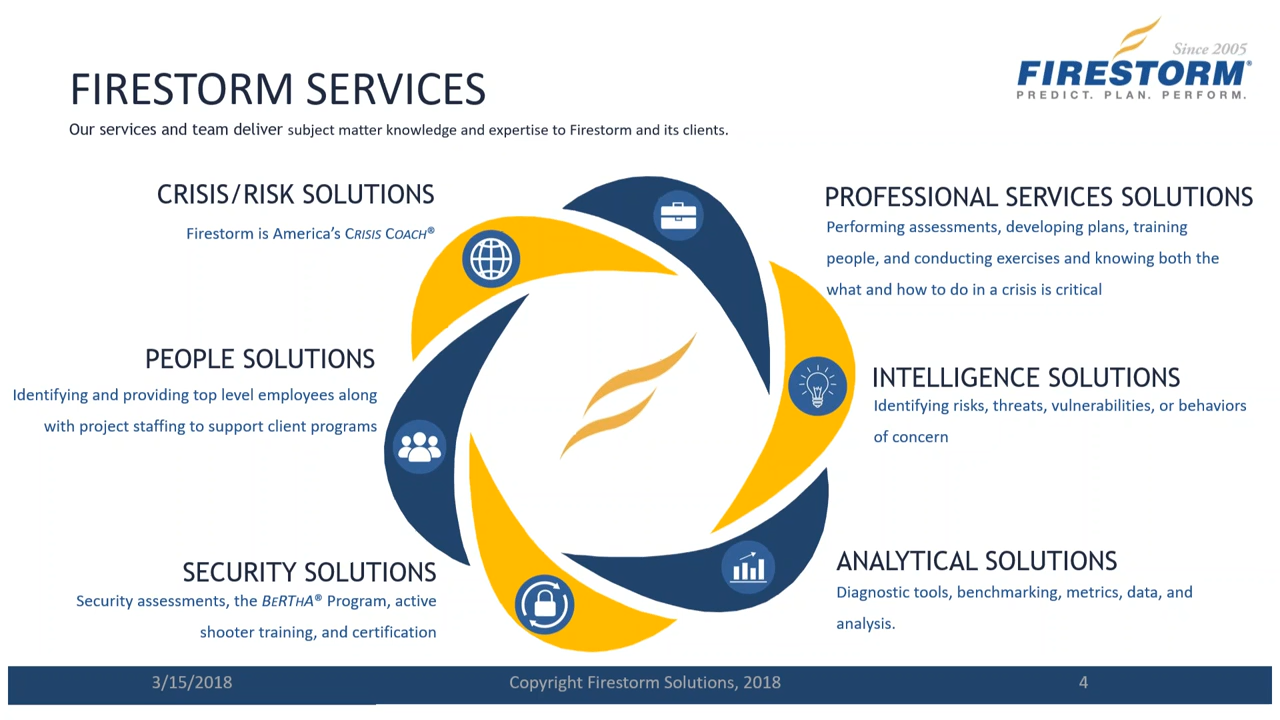 Since 2005
FIRESTORM®
PREDICT. PLAN. PERFORM.
FIRESTORM SERVICES
Our services and team deliver subject matter knowledge and expertise to Firestorm and its clients.
CRISIS/RISK SOLUTIONS
Firestorm is America's CRISIS COACH®
PEOPLE SOLUTIONS
Identifying and providing top level employees along
with project staffing to support client programs
SECURITY SOLUTIONS
Security assessments, the BERTHA® Program, active
shooter training, and certification
PROFESSIONAL SERVICES SOLUTIONS
Performing assessments, developing plans, training
people, and conducting exercises and knowing both the
what and how to do in a crisis is critical
INTELLIGENCE SOLUTIONS
Identifying risks, threats, vulnerabilities, or behaviors
of concern
ANALYTICAL SOLUTIONS
Diagnostic tools, benchmarking, metrics, data, and
analysis.
3/15/2018
Copyright Firestorm Solutions, 2018
4